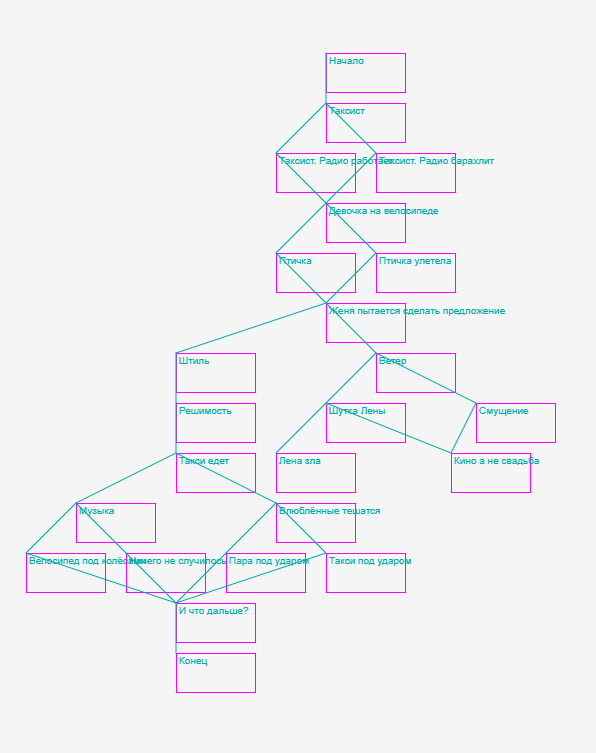 Начало
Таксист
Таксист. Радио работает
Таксист. Радио барахлит
Девочка на велосипеде
Птичка
Птичка улетела
Женя пытается сделать предложение
Штиль
Ветер
Решимость
Шутка Лены
Смущение
Такси едет
Лена зла
Кино а не свадьба
Музыка
Влюблённые тешатся
Велосипед под колёсами
Ничего не случилось
Пара под ударом
Такси под ударом
И что дальше?
Конец